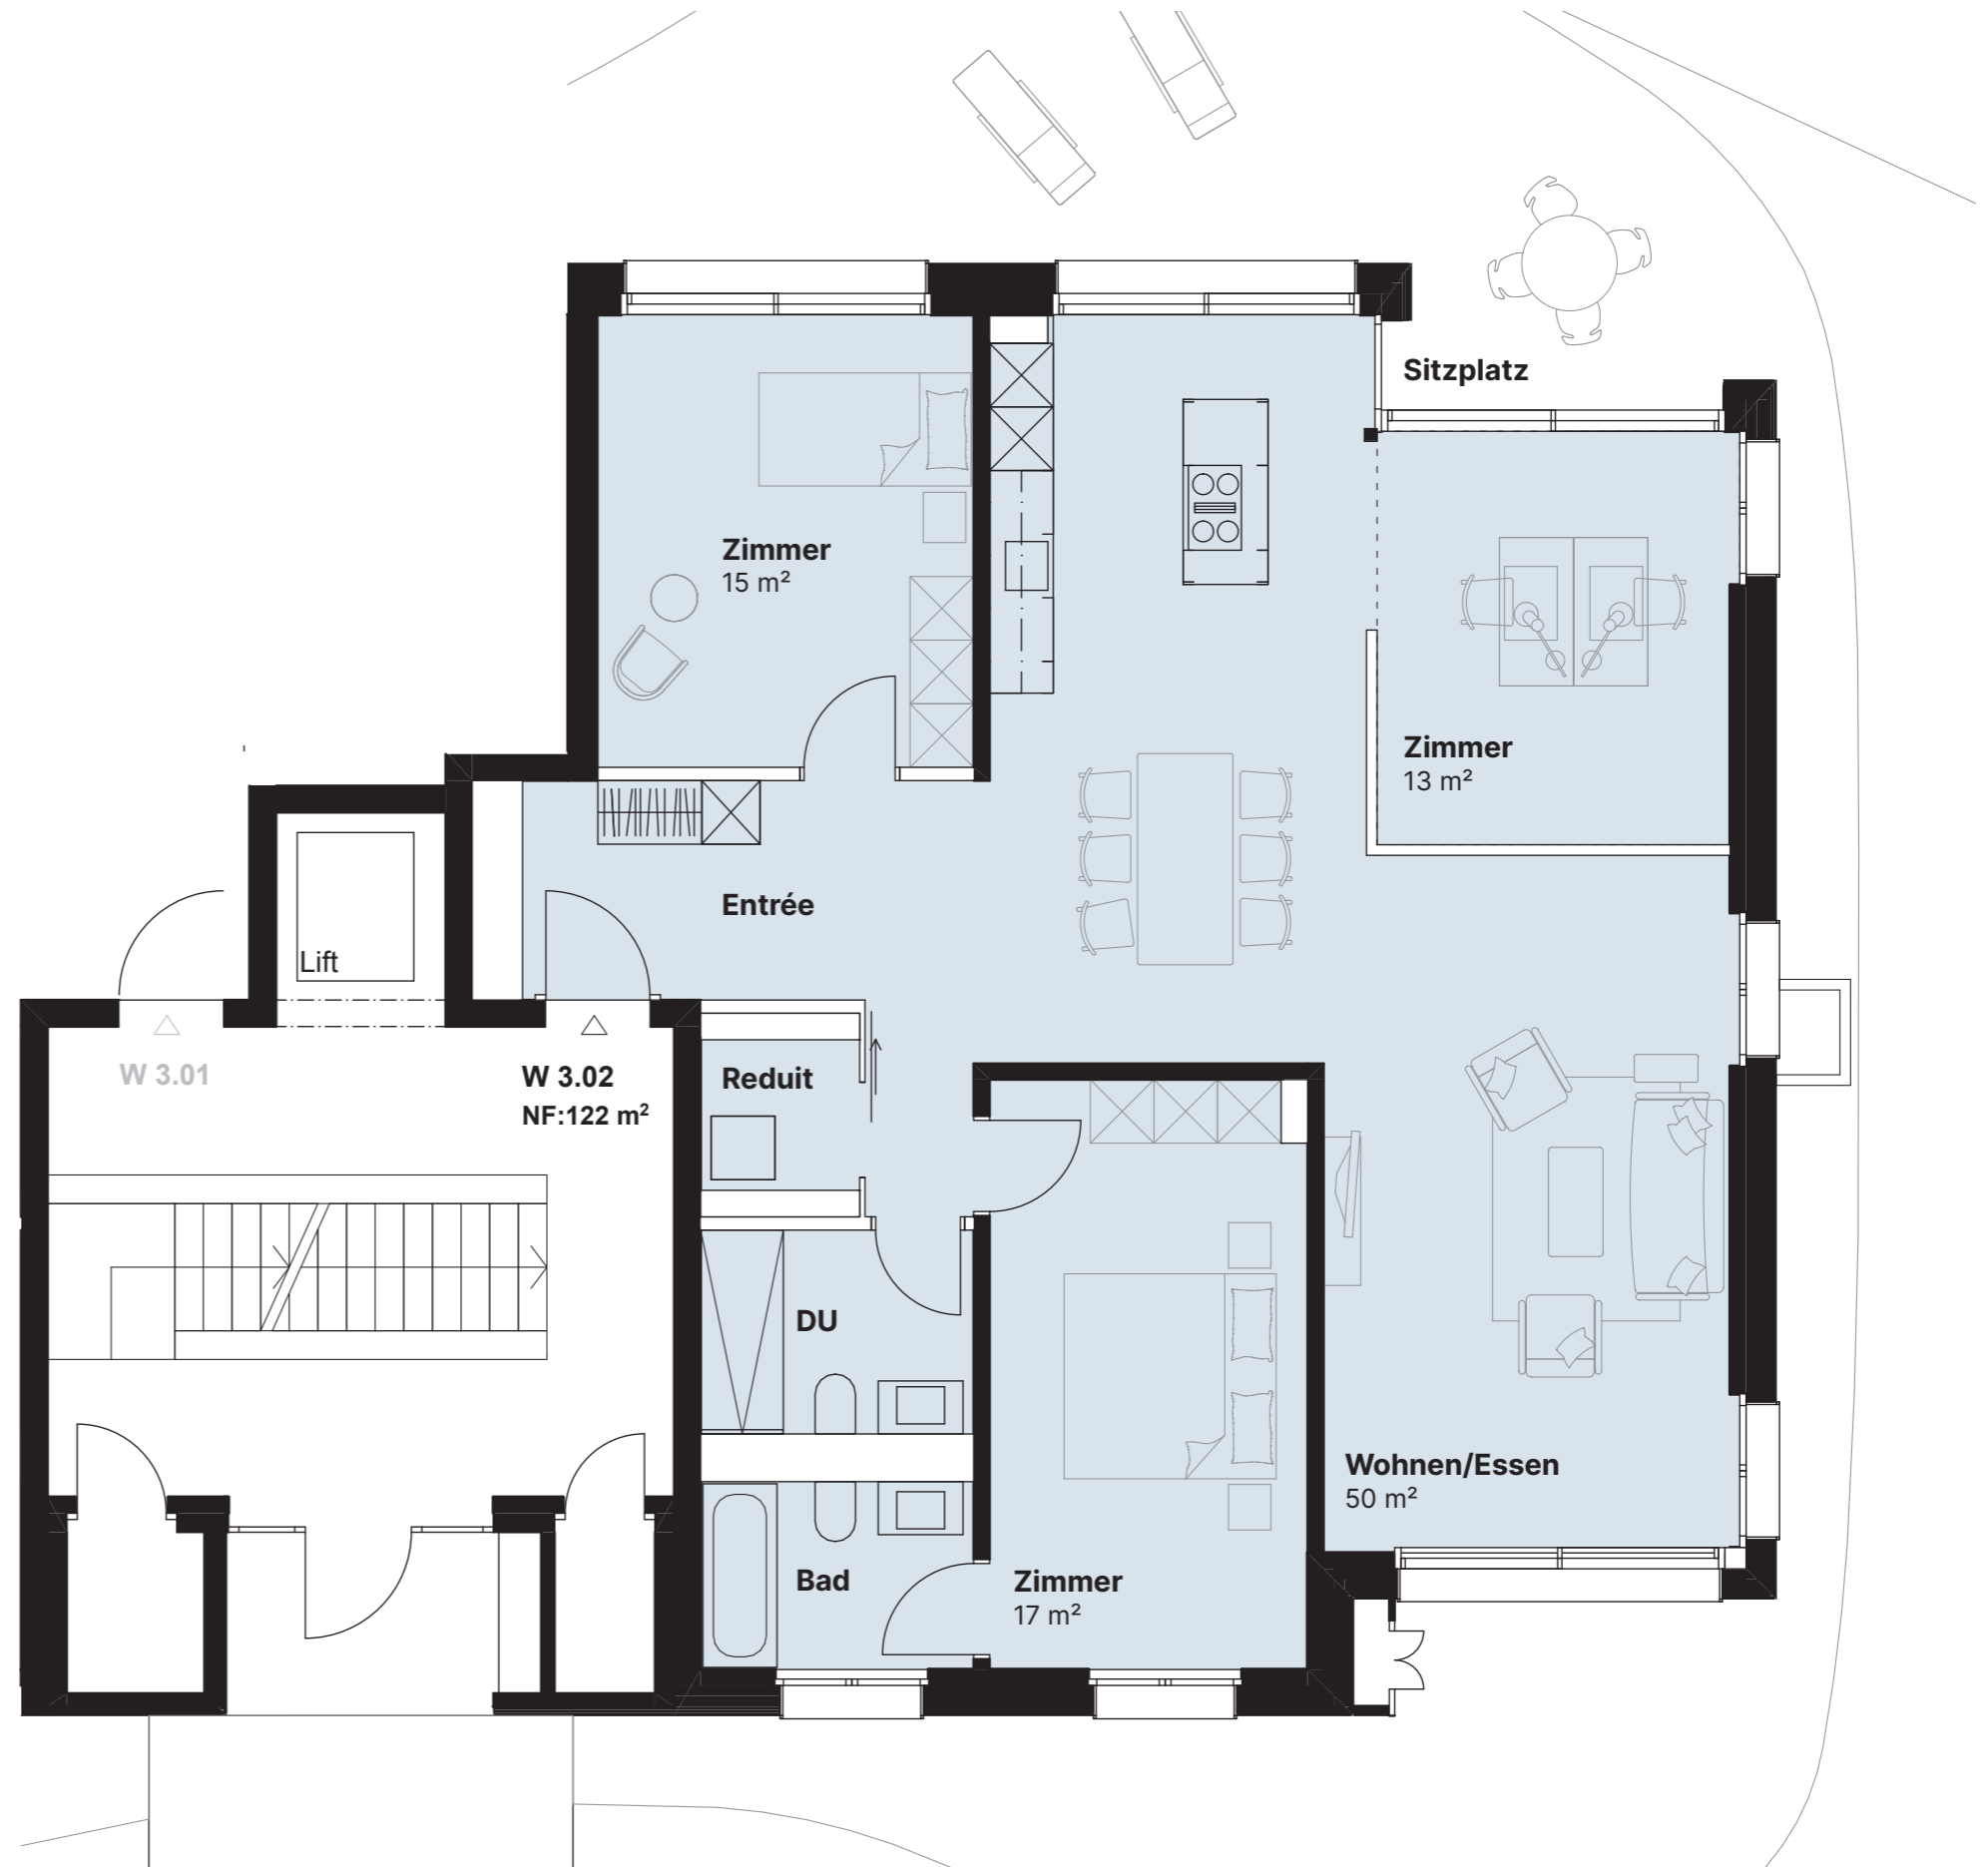 Sitzplatz
Zimmer
15 m²
Zimmer
13 m²
Entrée
Lift
W 3.01
W 3.02
NF:122 m²
Reduit
DU
Wohnen/Essen
50 m²
Bad
Zimmer
17 m²